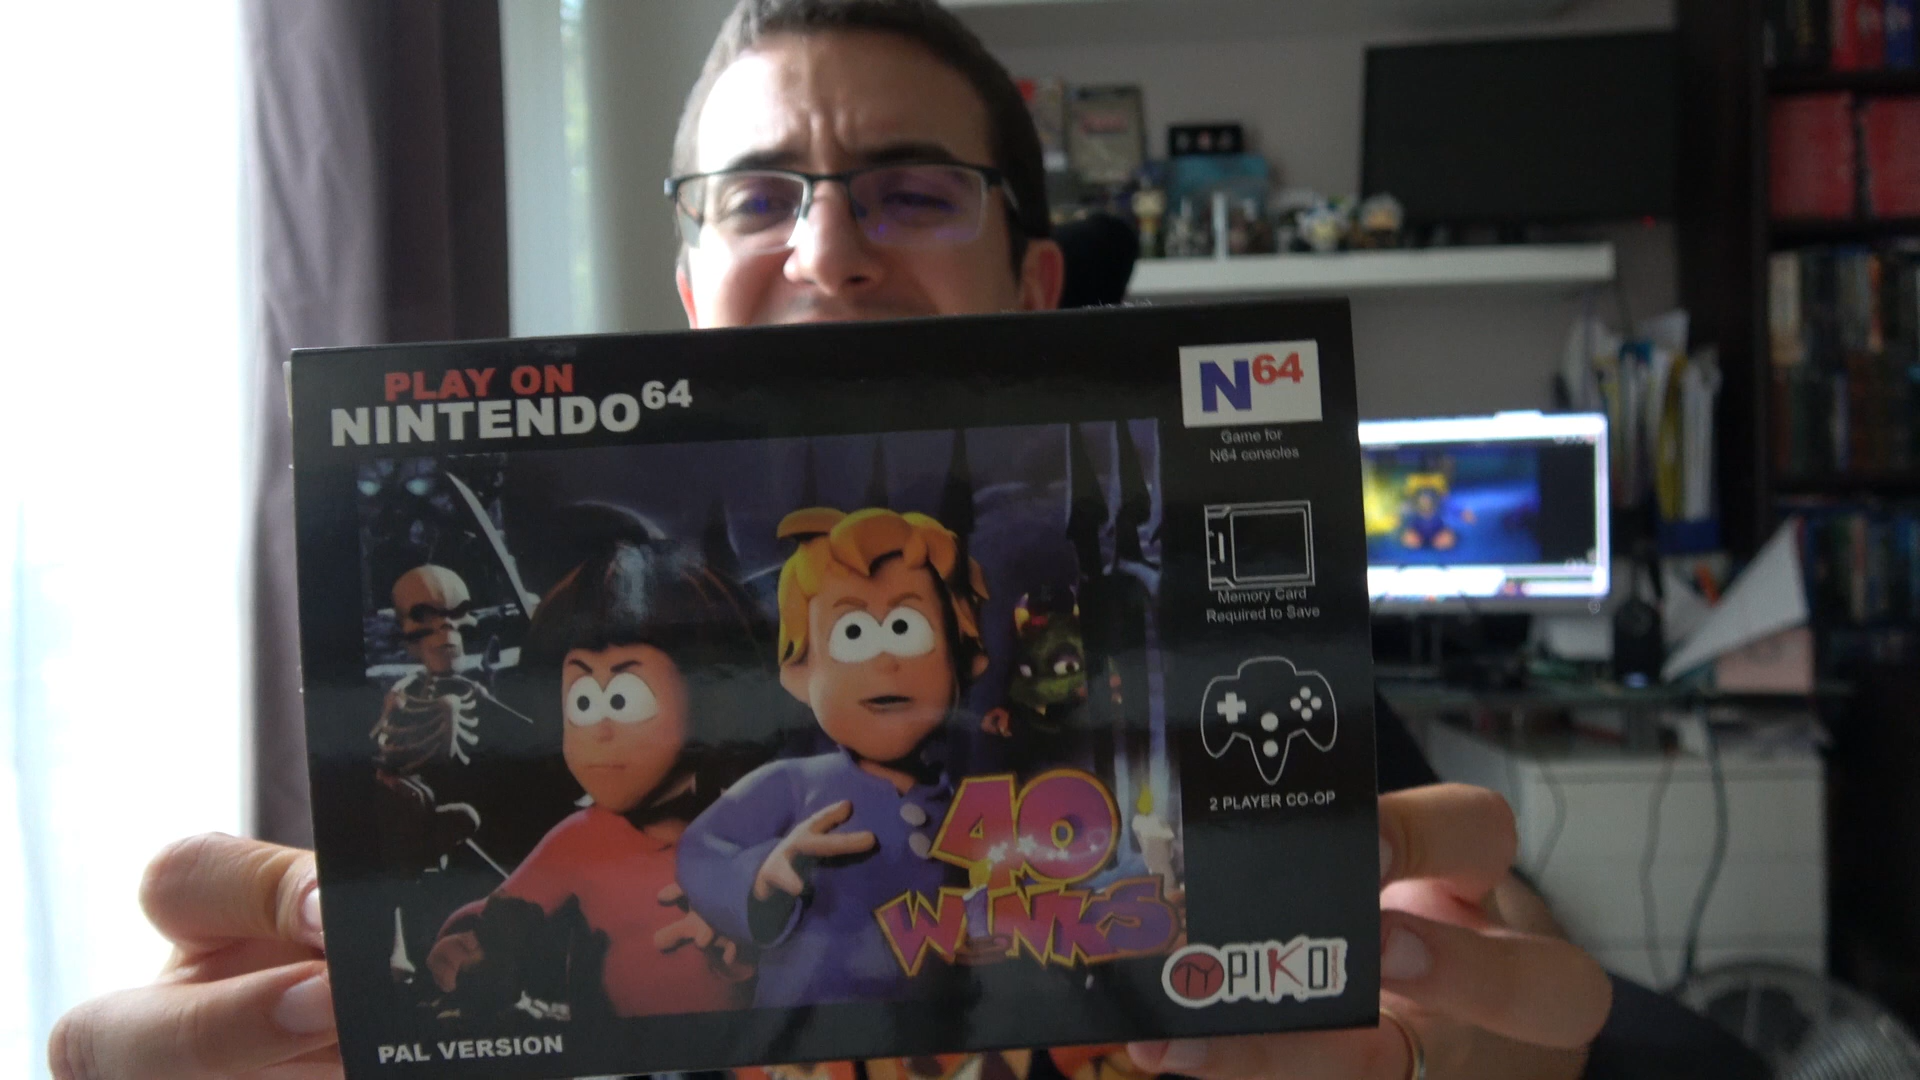 PLAY ON
NINTENDO64
N64
Game for
N64 consoles
Memory Card
Required to Save
2 PLAYER CO-OP
40
WINKS
PIKO
PAL VERSION